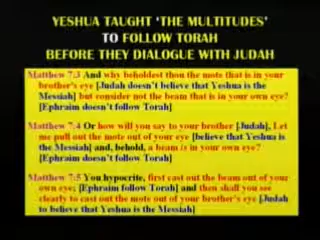 YESHUA TAUGHT 'THE MULTITUDES'
TO FOLLOW TORAH
BEFORE THEY DIALOGUE WITH JUDAH
Matthew 7:3 And why beholdest thou the mote that is in your
brother's eye [Judah doesn't believe that Yeshua is the
Messiah] but consider not the beam that is in your own eye?
[Ephraim doesn't follow Torah]
Matthew 7:4 Or how will you say to your brother [Judah], Let
me pull out the mote out of your eye [believe that Yeshua is
the Messiah] and, behold, a beam is in your own eye?
[Ephraim doesn't follow Torah]
Matthew 7:5 You hypocrite, first cast out the beam out of your
own eye; [Ephraim follow Torah] and then shall you see
clearly to cast out the mote out of your brother's eye [Judah
to believe that Yeshua is the Messiah]